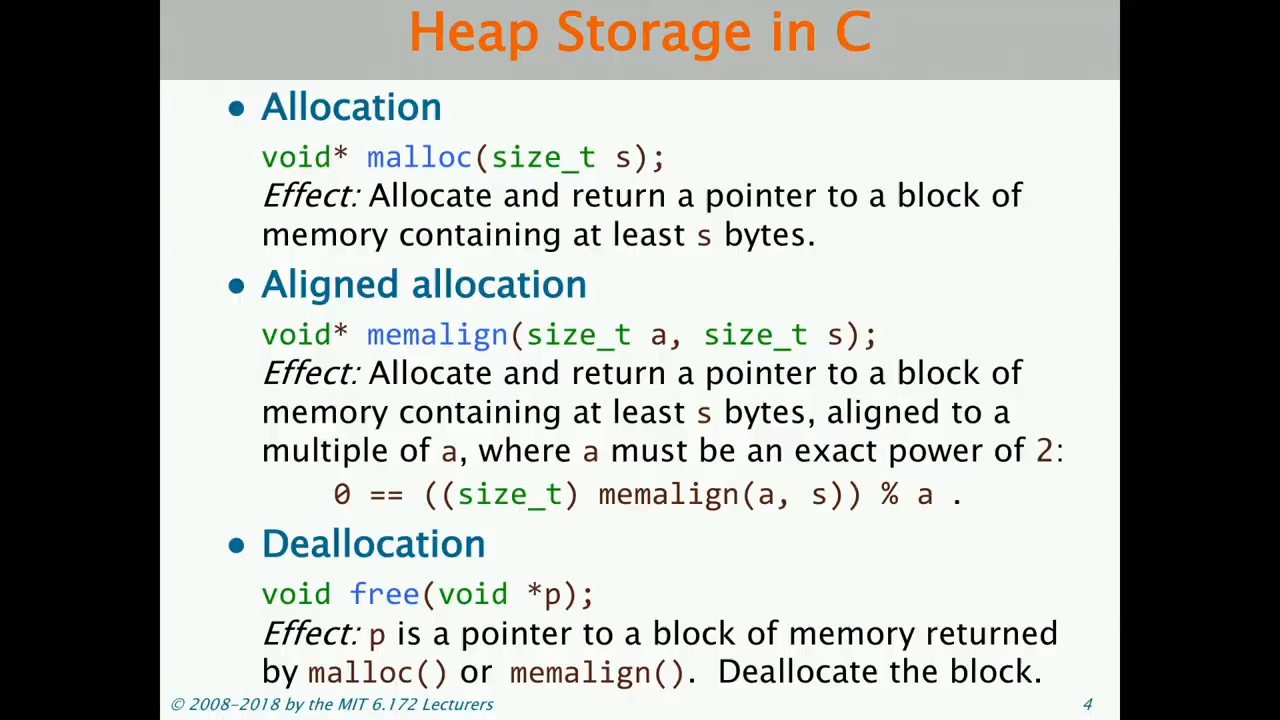 Heap Storage in C
• Allocation
void* malloc(size_t s);
Effect: Allocate and return a pointer to a block of
memory containing at least s bytes.
• Aligned allocation
void* memalign(size_t a, size_t s);
Effect: Allocate and return a pointer to a block of
memory containing at least s bytes, aligned to a
multiple of a, where a must be an exact power of 2:
0 == ((size_t) memalign(a, s)) % a .
• Deallocation
void free(void *p);
Effect: p is a pointer to a block of memory returned
by malloc() or memalign(). Deallocate the block.
© 2008-2018 by the MIT 6.172 Lecturers 4